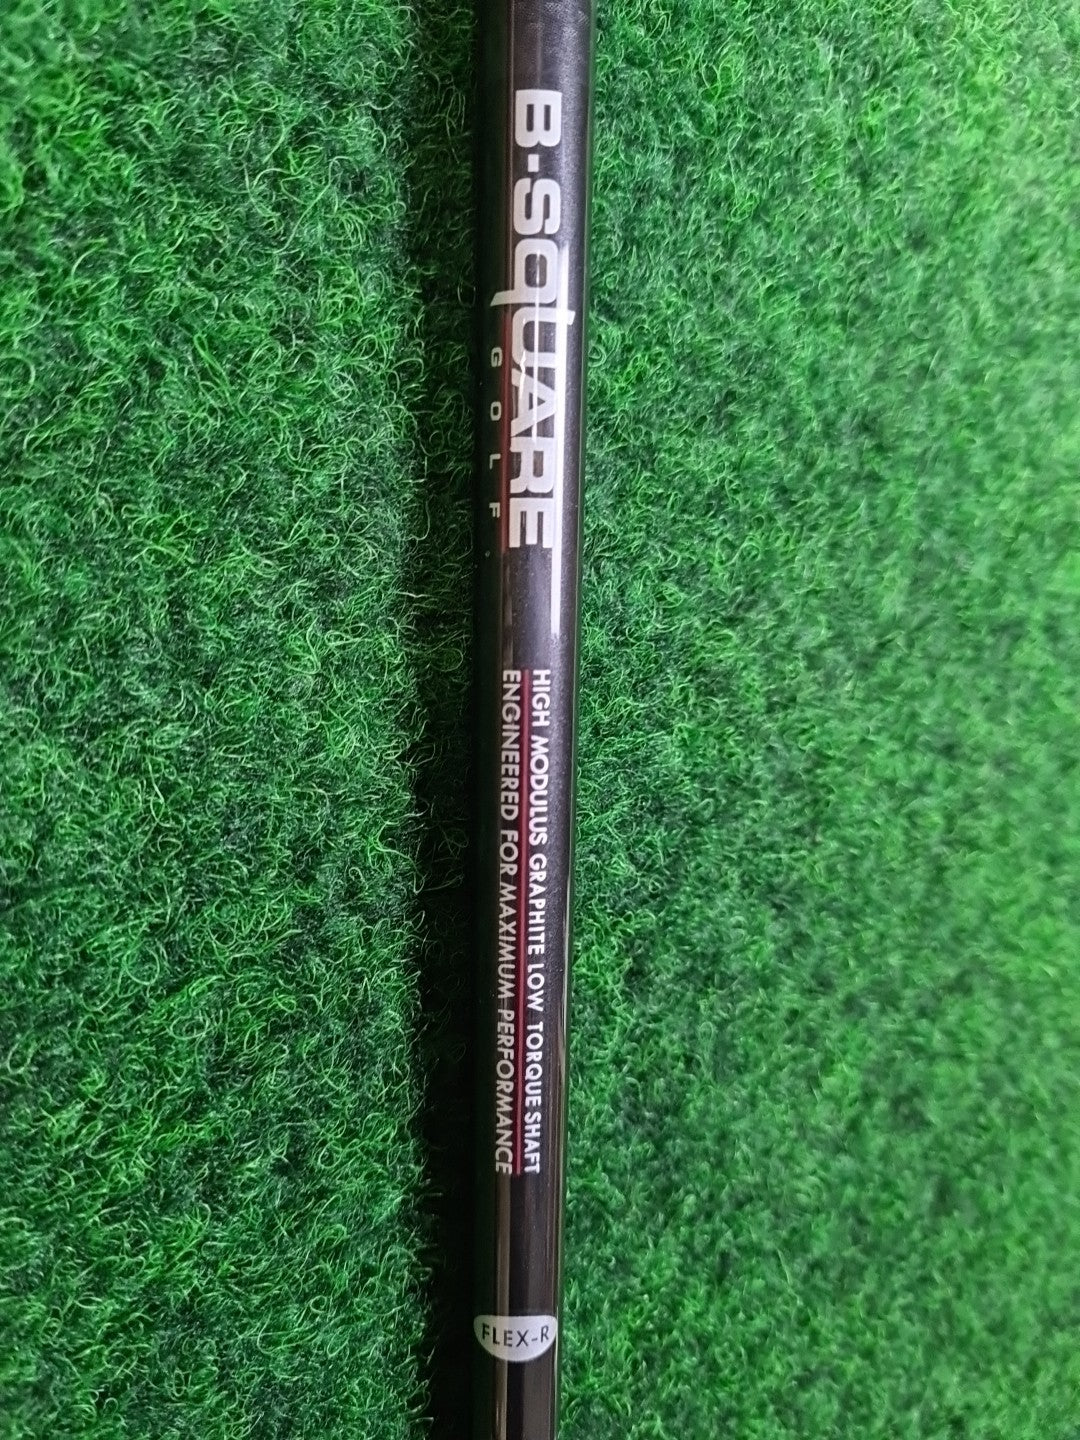 B-SQUARE
GOLF
HIGH MODULUS GRAPHITE LOW TORQUE SHAFT
ENGINEERED FOR MAXIMUM PERFORMANCE
FLEX-R